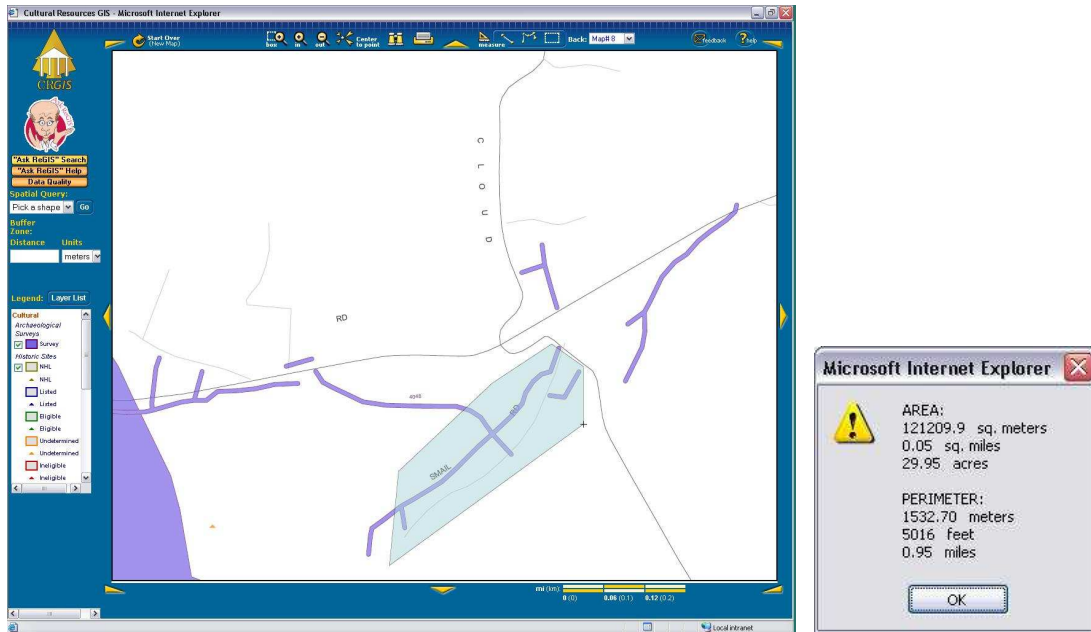 Cultural Resources GIS - Microsoft Internet Explorer
CRGIS
Start Over
(New Map)
box
in
out
Center
to point
measure
Back: Map# 8
feedback
help
"Ask ReGIS" Search
"Ask ReGIS" Help
Data Quality
Spatial Query:
Pick a shape Go
Buffer
Zone:
Distance Units
meters
Legend: Layer List
Cultural
Archaeological
Surveys
Survey
Historic Sites
NHL
NHL
Listed
Listed
Eligible
Eligible
Undetermined
Undetermined
Ineligible
Ineligible
CLOUD
RD
4048
RD
SMAIL
mi (km):
0 (0) 0.06 (0.1) 0.12 (0.2)
Local intranet
Microsoft Internet Explorer
AREA:
121209.9 sq. meters
0.05 sq. miles
29.95 acres
PERIMETER:
1532.70 meters
5016 feet
0.95 miles
OK